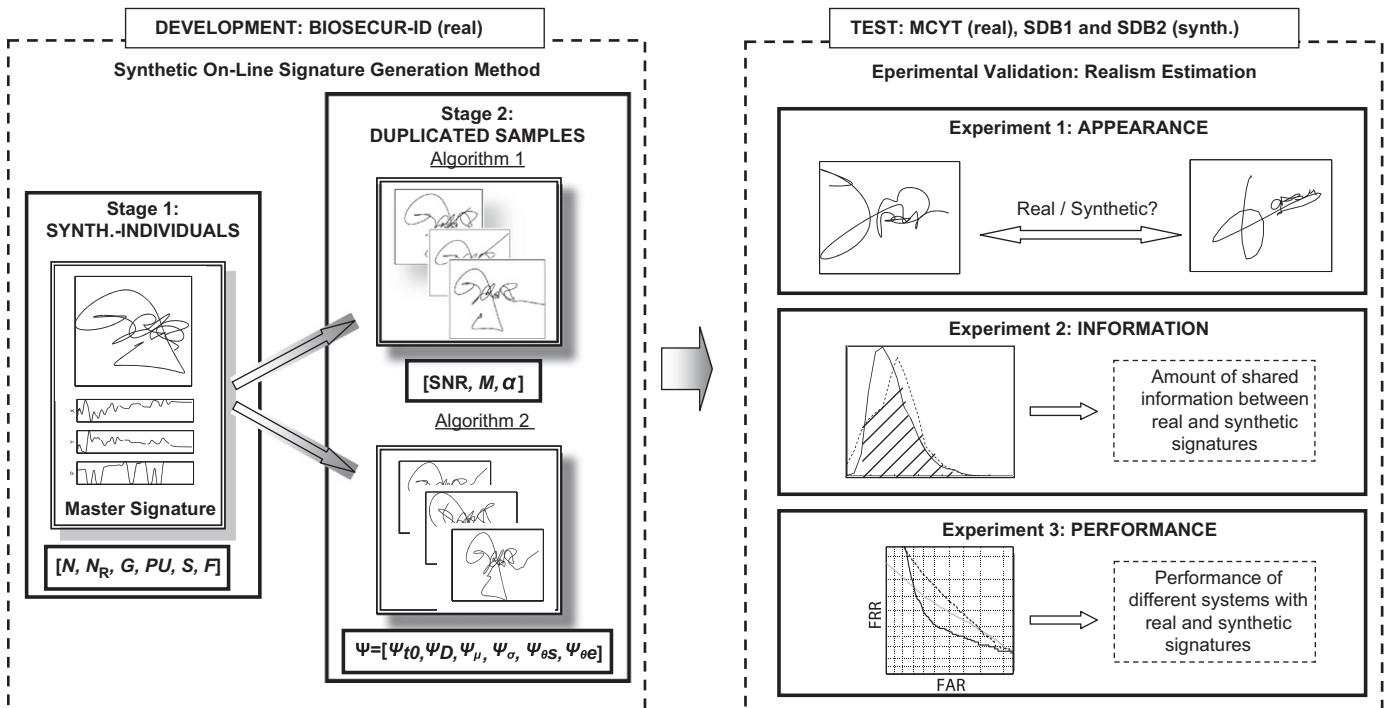 DEVELOPMENT: BIOSECUR-ID (real)
Synthetic On-Line Signature Generation Method
Stage 1:
SYNTH.-INDIVIDUALS
X
Y
P
Master Signature
[N, N_R, G, PU, S, F]
Stage 2:
DUPLICATED SAMPLES
Algorithm 1
[SNR, M, α]
Algorithm 2
Ψ=[Ψt0,ΨD,Ψμ, Ψσ, Ψθs,Ψθe]
TEST: MCYT (real), SDB1 and SDB2 (synth.)
Eperimental Validation: Realism Estimation
Experiment 1: APPEARANCE
Real / Synthetic?
Experiment 2: INFORMATION
Amount of shared
information between
real and synthetic
signatures
Experiment 3: PERFORMANCE
FRR
FAR
Performance of
different systems with
real and synthetic
signatures